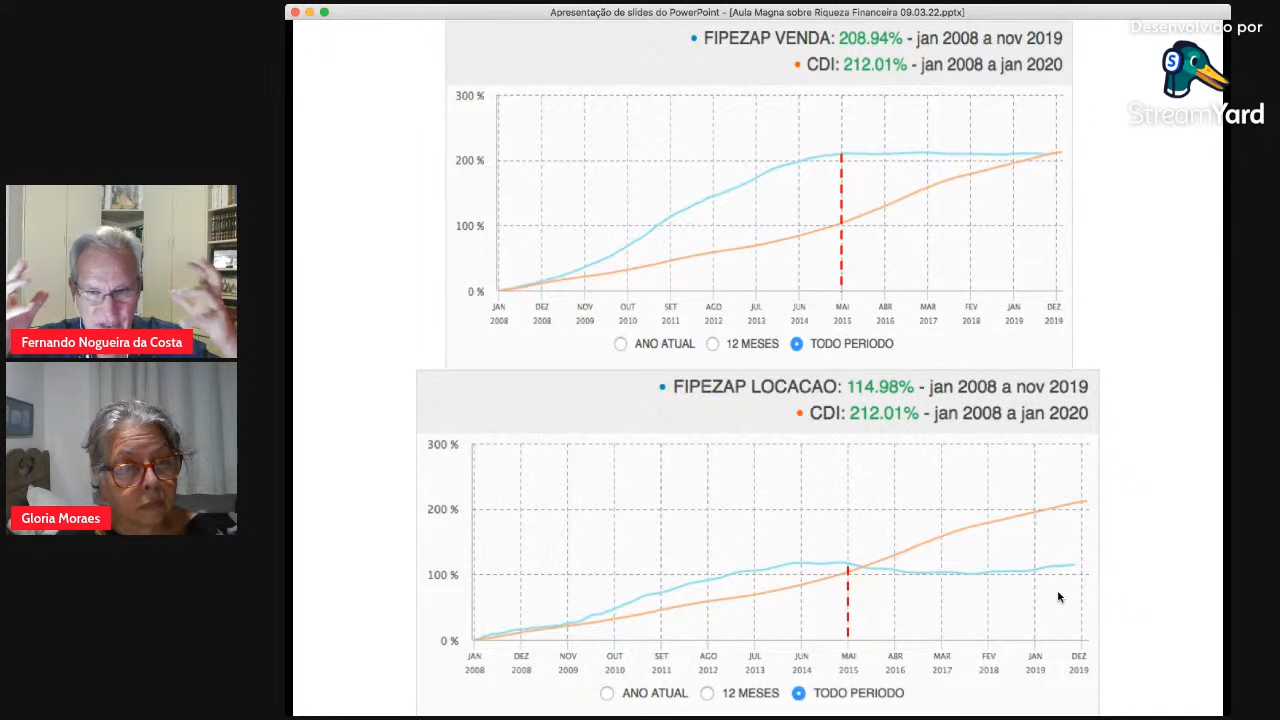 Apresentação de slides do PowerPoint - [Aula Magna sobre Riqueza Financeira 09.03.22.pptx]
Desenvolvido por
S
StreamYard
FIPEZAP VENDA: 208.94% - jan 2008 a nov 2019
CDI: 212.01% - jan 2008 a jan 2020
300 %
200 %
100 %
0 %
JAN DEZ NOV OUT SET AGO JUL JUN MAI ABR MAR FEV JAN DEZ
2008 2008 2009 2010 2011 2012 2013 2014 2015 2016 2017 2018 2019 2019
ANO ATUAL 12 MESES TODO PERIODO
Fernando Nogueira da Costa
Gloria Moraes
FIPEZAP LOCACAO: 114.98% - jan 2008 a nov 2019
CDI: 212.01% - jan 2008 a jan 2020
300 %
200 %
100 %
0 %
JAN DEZ NOV OUT SET AGO JUL JUN MAI ABR MAR FEV JAN DEZ
2008 2008 2009 2010 2011 2012 2013 2014 2015 2016 2017 2018 2019 2019
ANO ATUAL 12 MESES TODO PERIODO